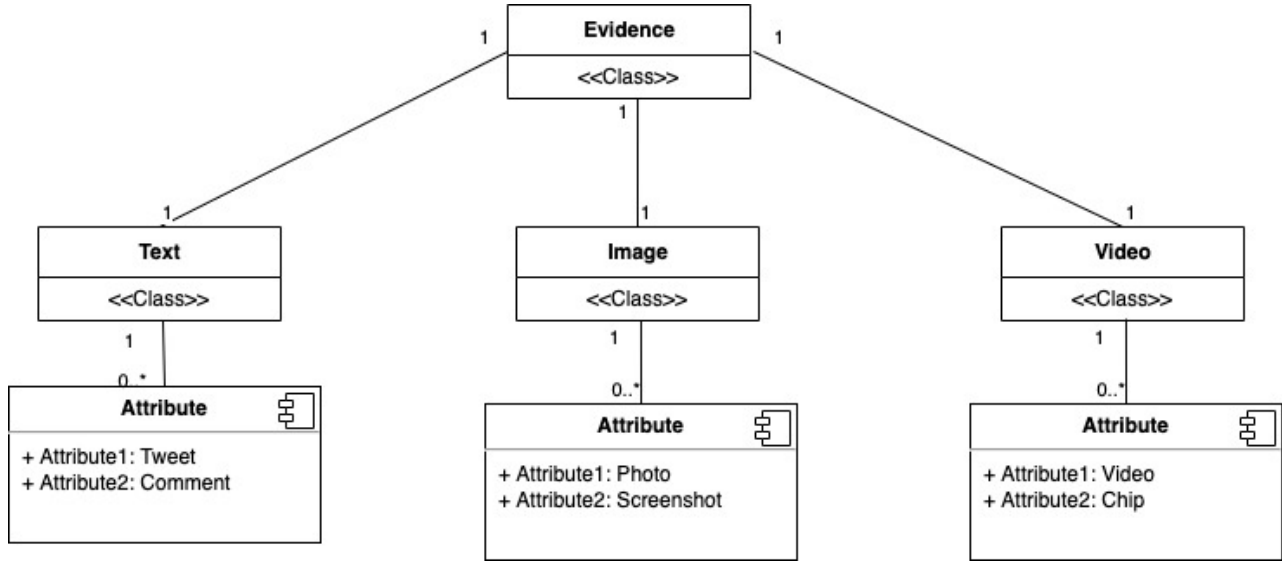 Evidence
<<Class>>
1
1
1
1
1
1
Text
<<Class>>
Image
<<Class>>
Video
<<Class>>
1
1
1
0..*
0..*
0..*
Attribute
+ Attribute1: Tweet
+ Attribute2: Comment
Attribute
+ Attribute1: Photo
+ Attribute2: Screenshot
Attribute
+ Attribute1: Video
+ Attribute2: Chip